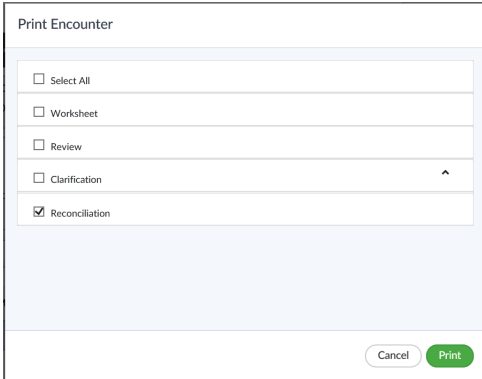 Print Encounter
Select All
Worksheet
Review
Clarification
Reconciliation
Cancel Print